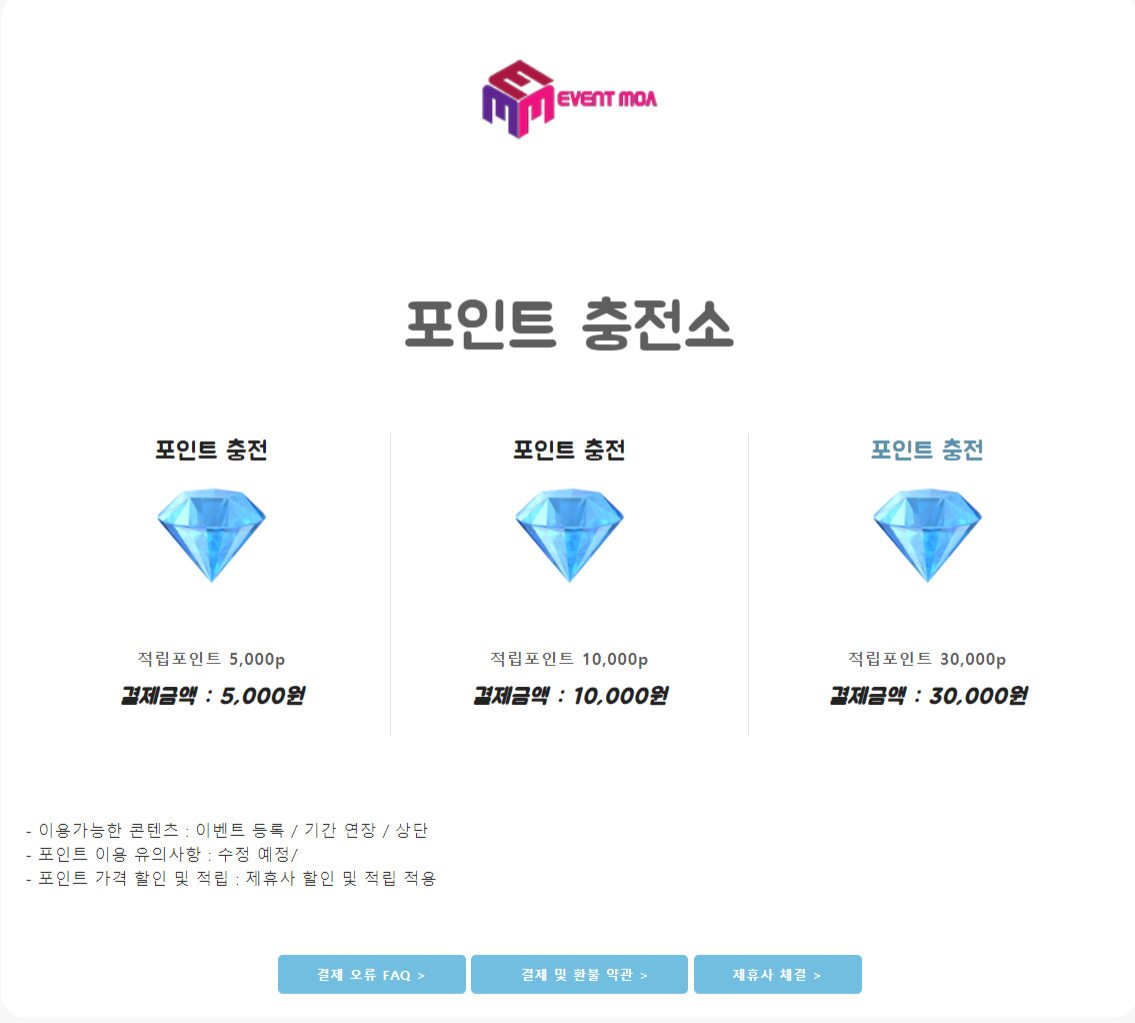 EVENT MOA
포인트 충전소
포인트 충전
적립포인트 5,000p
결제금액 : 5,000원
포인트 충전
적립포인트 10,000p
결제금액 : 10,000원
포인트 충전
적립포인트 30,000p
결제금액 : 30,000원
- 이용가능한 콘텐츠 : 이벤트 등록 / 기간 연장 / 상단
- 포인트 이용 유의사항 : 수정 예정/
- 포인트 가격 할인 및 적립 : 제휴사 할인 및 적립 적용
결제 오류 FAQ >
결제 및 환불 약관 >
제휴사 체결 >